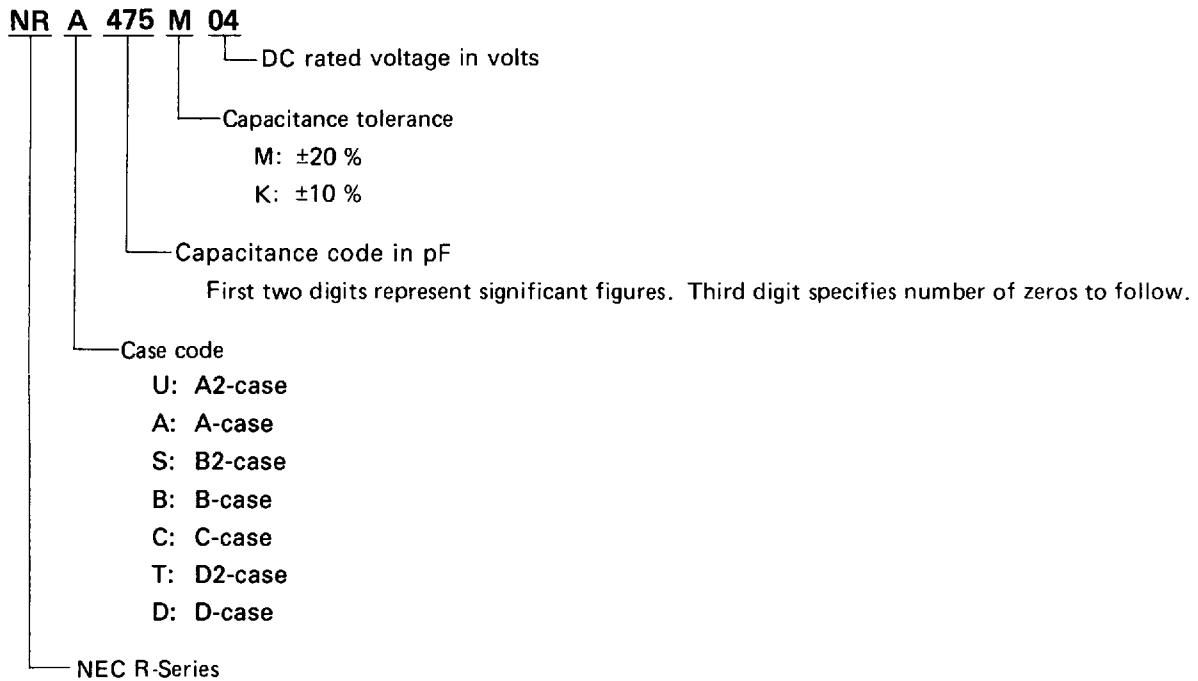 NR A 475 M 04
DC rated voltage in volts
Capacitance tolerance
M: ±20 %
K: ±10 %
Capacitance code in pF
First two digits represent significant figures. Third digit specifies number of zeros to follow.
Case code
U: A2-case
A: A-case
S: B2-case
B: B-case
C: C-case
T: D2-case
D: D-case
NEC R-Series